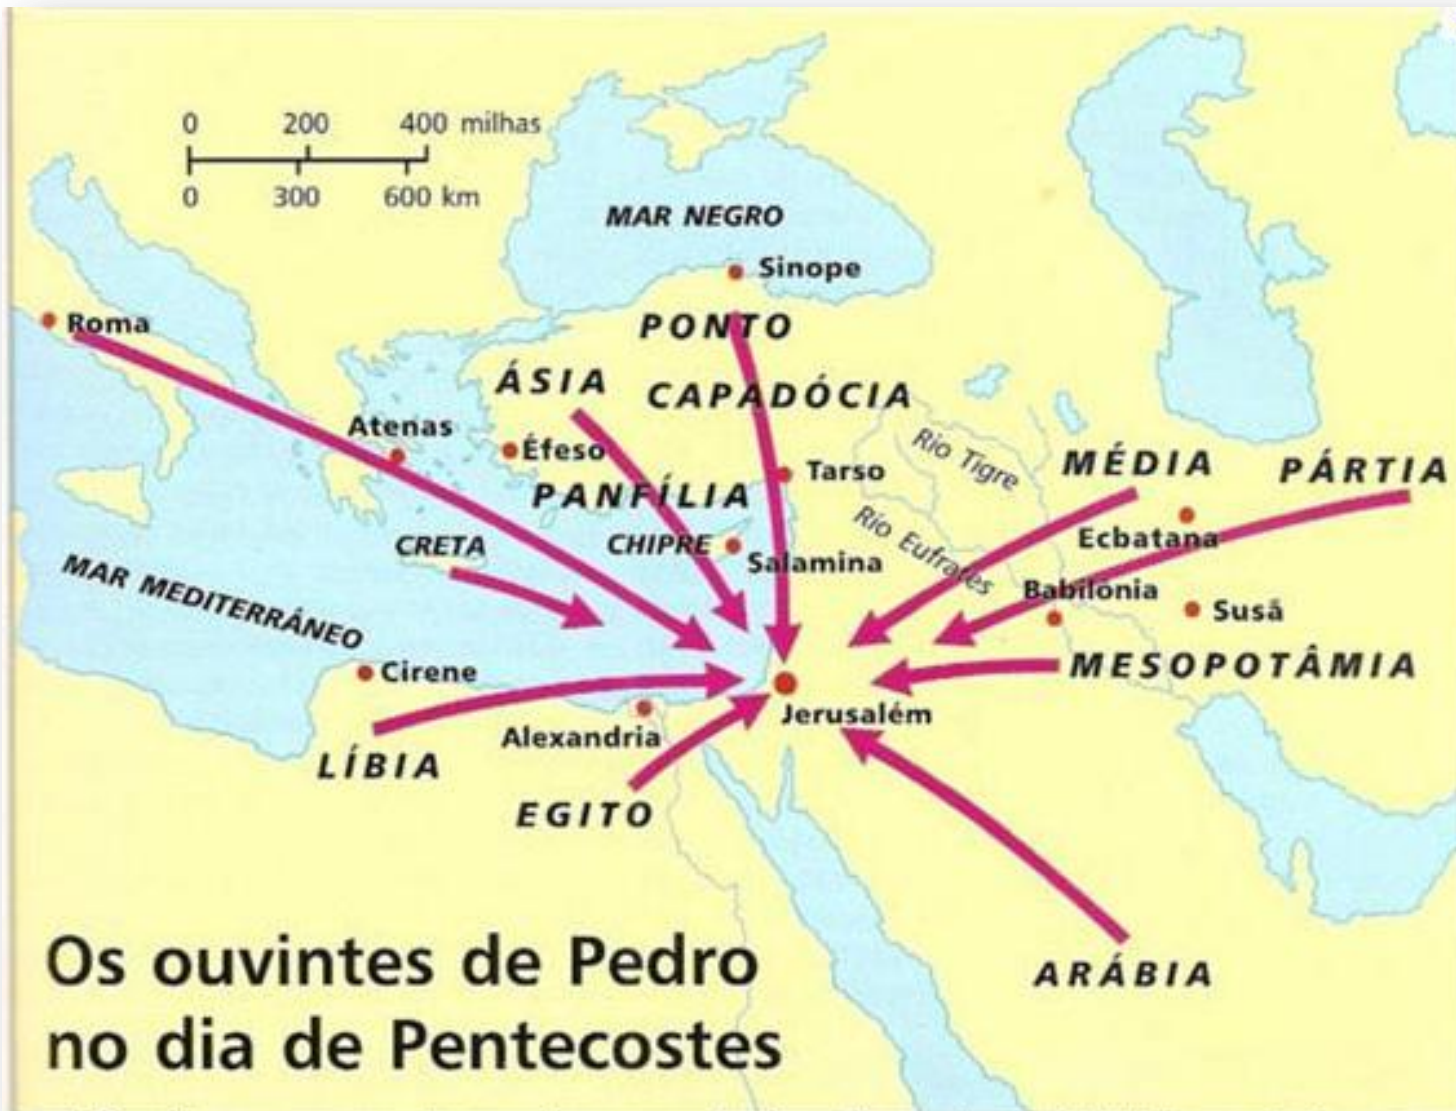 0 200 400 milhas
0 300 600 km
MAR NEGRO
Sinope
Roma
PONTO
ÁSIA
CAPADÓCIA
Atenas
Éfeso
Rio Tigre
MÉDIA
PÁRTIA
Tarso
PANFÍLIA
Rio Eufrates
CRETA
CHIPRE
Salamina
Ecbatana
MAR MEDITERRÂNEO
Babilônia
Susã
Cirene
MESOPOTÂMIA
Jerusalém
Alexandria
LÍBIA
EGITO
ARÁBIA
Os ouvintes de Pedro
no dia de Pentecostes